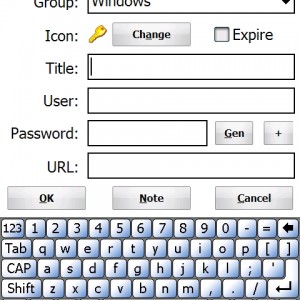 Group: Windows
Icon: Change Expire
Title:
User:
Password: Gen +
URL:
OK Note Cancel
123 1 2 3 4 5 6 7 8 9 0 - =
Tab q w e r t y u i o p [ ]
CAP a s d f g h j k l ; '
Shift z x c v b n m , . /